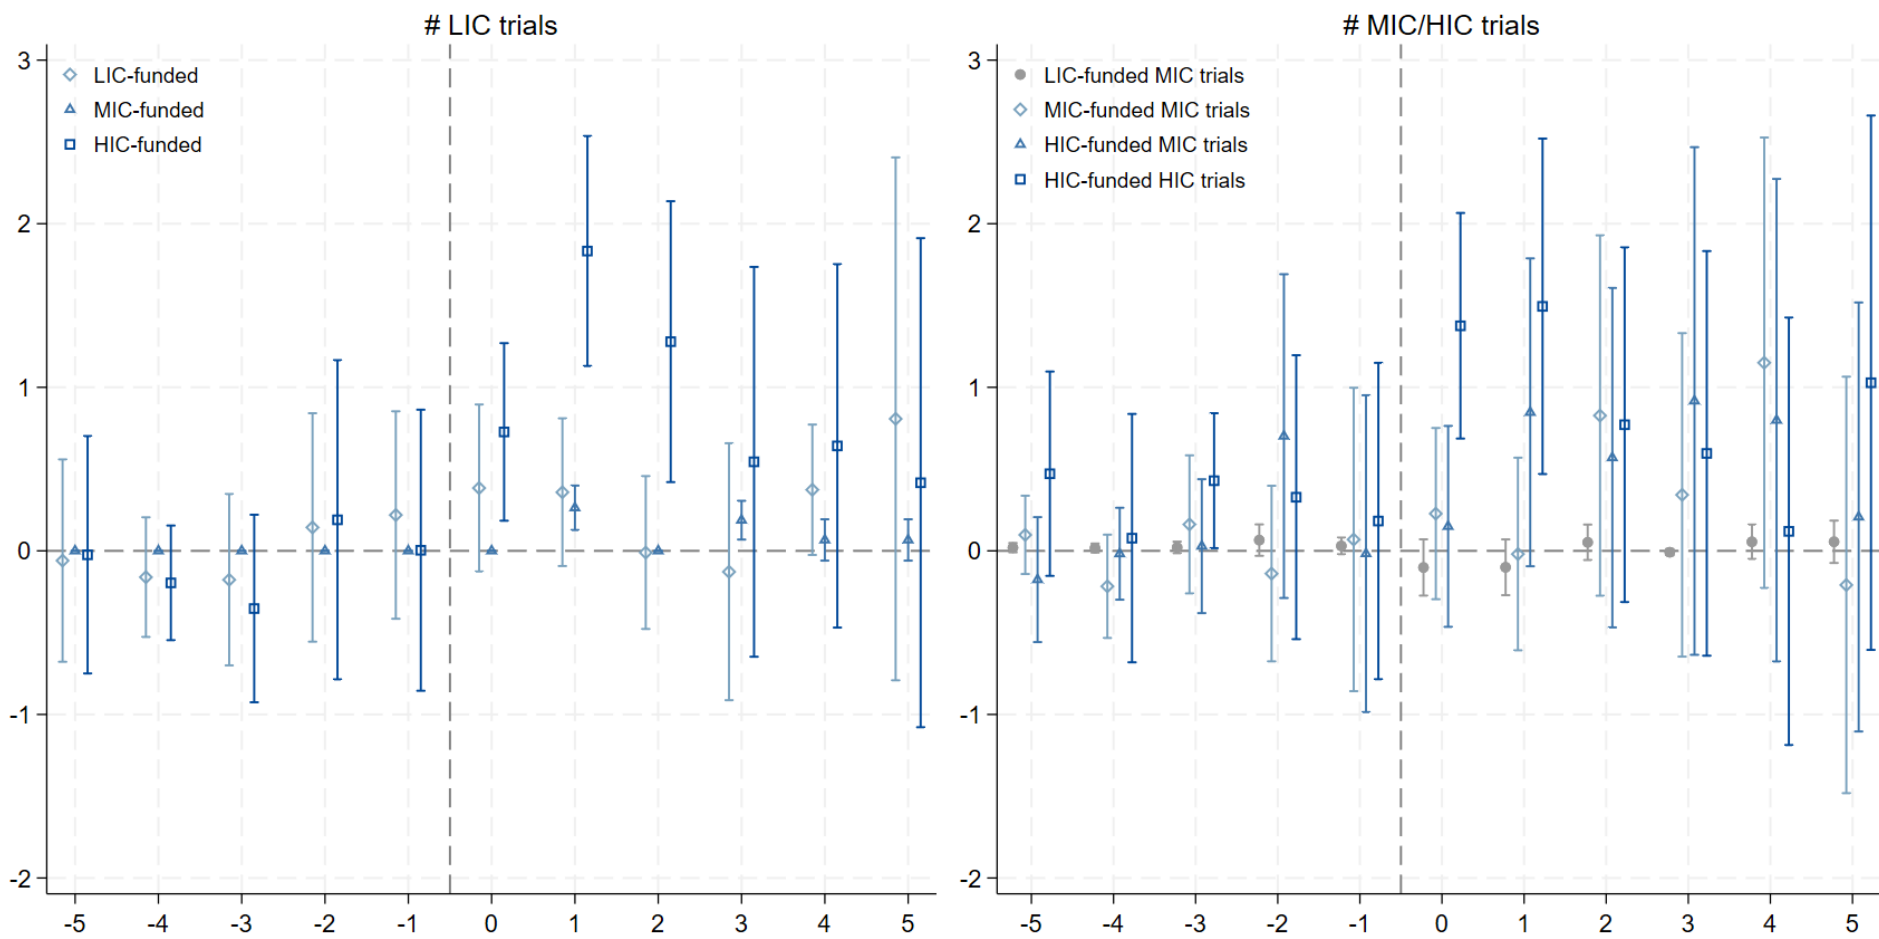 # LIC trials
3
2
1
0
-1
-2
LIC-funded
MIC-funded
HIC-funded
-5 -4 -3 -2 -1 0 1 2 3 4 5
# MIC/HIC trials
3
2
1
0
-1
-2
LIC-funded MIC trials
MIC-funded MIC trials
HIC-funded MIC trials
HIC-funded HIC trials
-5 -4 -3 -2 -1 0 1 2 3 4 5